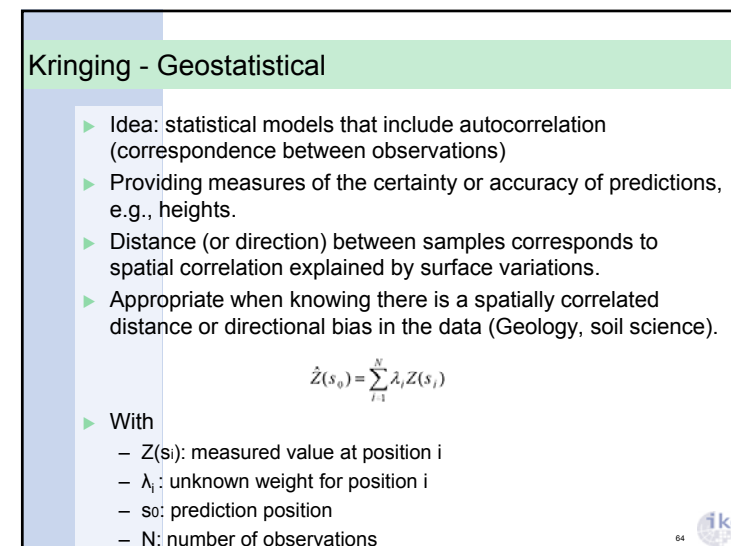 Kringing - Geostatistical
▶ Idea: statistical models that include autocorrelation
(correspondence between observations)
▶ Providing measures of the certainty or accuracy of predictions,
e.g., heights.
▶ Distance (or direction) between samples corresponds to
spatial correlation explained by surface variations.
▶ Appropriate when knowing there is a spatially correlated
distance or directional bias in the data (Geology, soil science).
Ẑ(s₀) = ∑ᵢ₌₁ᴺ λᵢZ(sᵢ)
▶ With
– Z(si): measured value at position i
– λᵢ : unknown weight for position i
– s0: prediction position
– N: number of observations
64